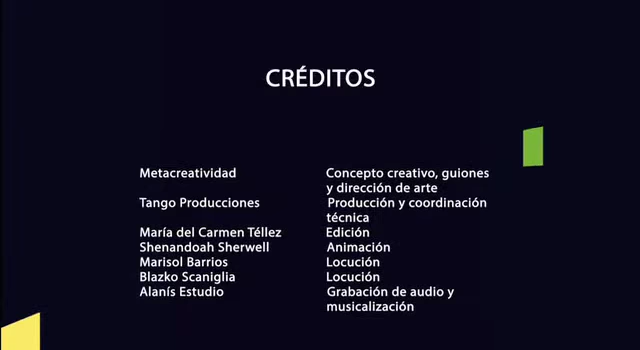 CRÉDITOS
Metacreatividad Concepto creativo, guiones
y dirección de arte
Tango Producciones Producción y coordinación
técnica
María del Carmen Téllez Edición
Shenandoah Sherwell Animación
Marisol Barrios Locución
Blazko Scaniglia Locución
Alanís Estudio Grabación de audio y
musicalización